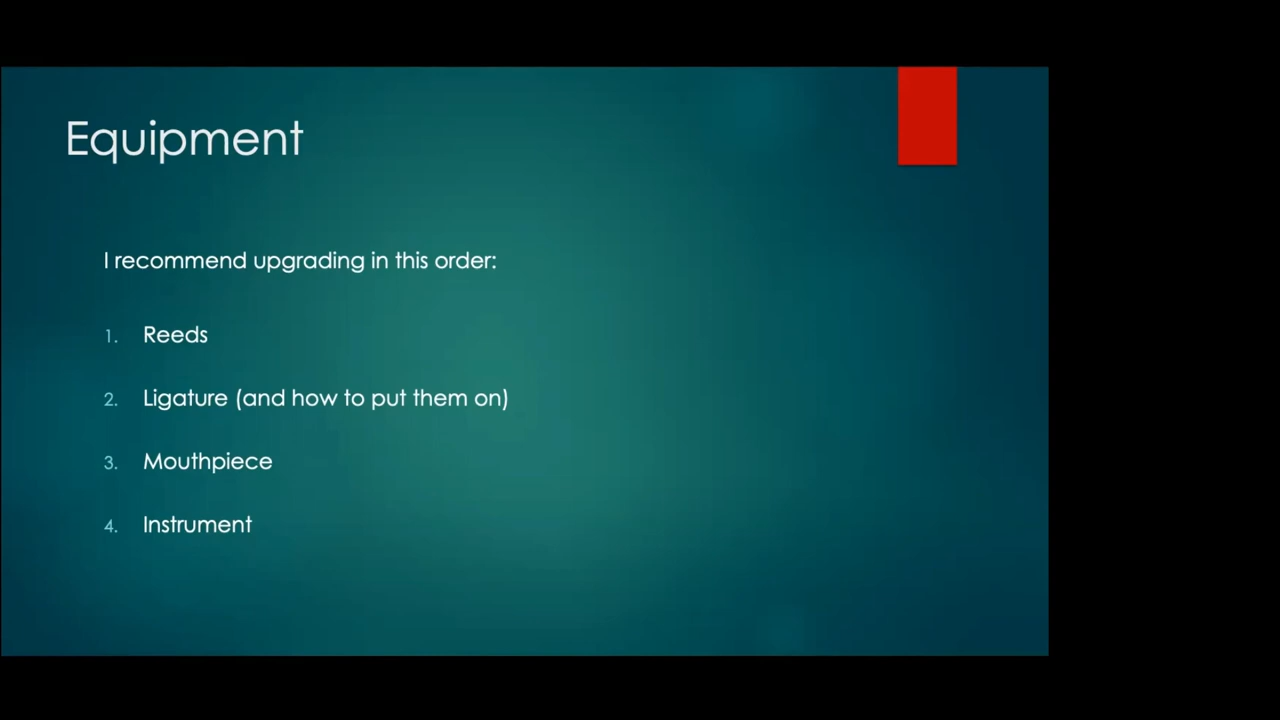 Equipment
I recommend upgrading in this order:
1. Reeds
2. Ligature (and how to put them on)
3. Mouthpiece
4. Instrument